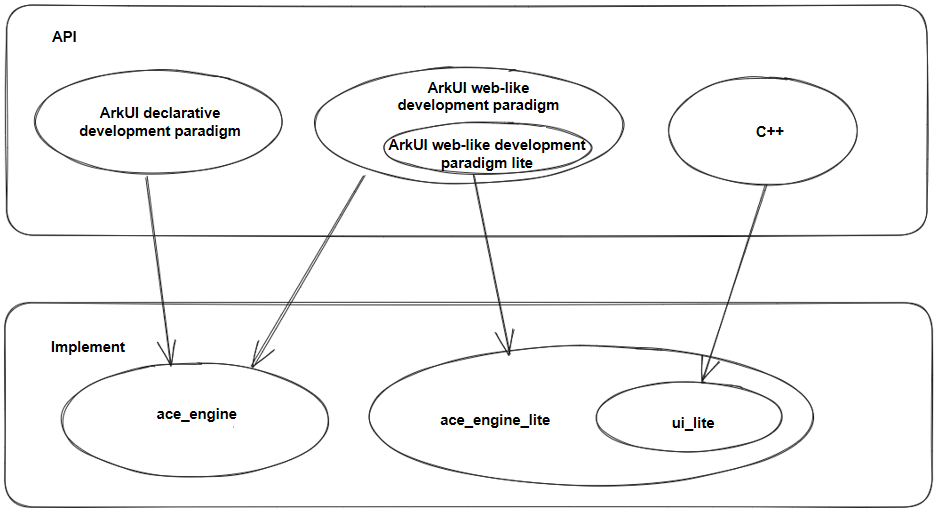 API
ArkUI declarative
development paradigm
ArkUI web-like
development paradigm
ArkUI web-like development
paradigm lite
C++
Implement
ace_engine
ace_engine_lite
ui_lite